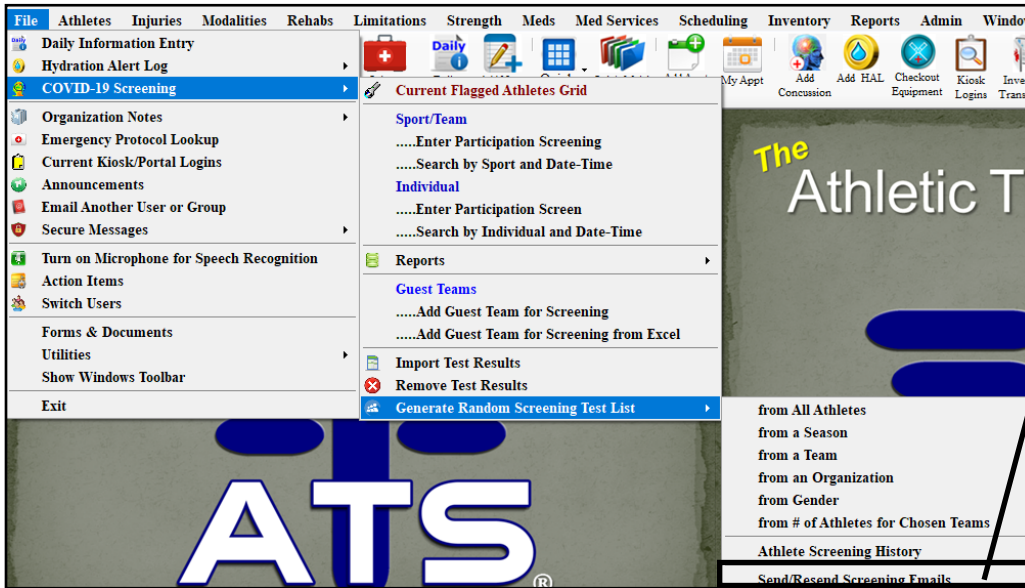 File Athletes Injuries Modalities Rehabs Limitations Strength Meds Med Services Scheduling Inventory Reports Admin
Daily Information Entry
Hydration Alert Log
COVID-19 Screening
Organization Notes
Emergency Protocol Lookup
Current Kiosk/Portal Logins
Announcements
Email Another User or Group
Secure Messages
Turn on Microphone for Speech Recognition
Action Items
Switch Users
Forms & Documents
Utilities
Show Windows Toolbar
Exit
Daily
My Appt
Add Concussion
Add HAL
Checkout Equipment
Kiosk Logins
Current Flagged Athletes Grid
Sport/Team
.....Enter Participation Screening
.....Search by Sport and Date-Time
Individual
.....Enter Participation Screen
.....Search by Individual and Date-Time
Reports
Guest Teams
.....Add Guest Team for Screening
.....Add Guest Team for Screening from Excel
Import Test Results
Remove Test Results
Generate Random Screening Test List
from All Athletes
from a Season
from a Team
from an Organization
from Gender
from # of Athletes for Chosen Teams
Athlete Screening History
Send/Resend Screening Emails
The
Athletic T
ATS®